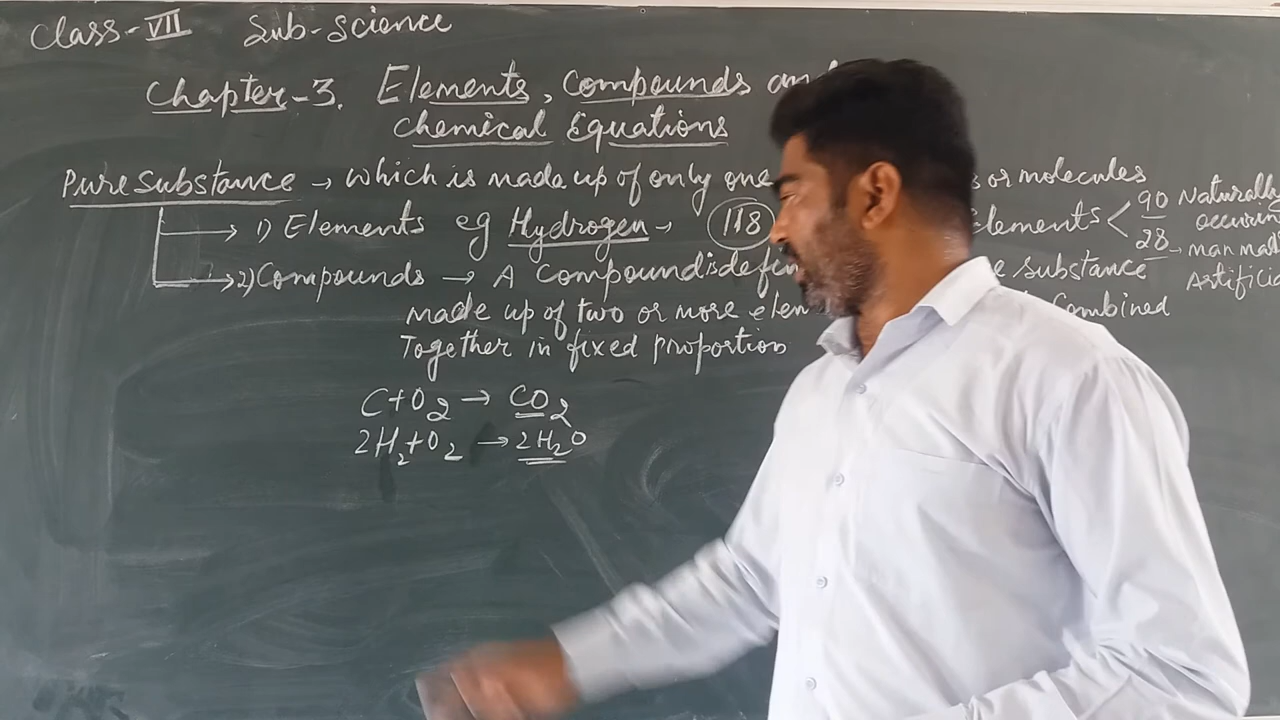 Class-VII Sub-Science
Chapter-3. Elements, Compounds an
Chemical Equations
Pure Substance → which is made up of only one s or molecules
1) Elements eg Hydrogen → 118 Elements < 90 Naturally occurin
28 → man mad Artificia
2) Compounds → A Compound is defin e substance
made up of two or more elem Combined
Together in fixed proportion
C+O2 → CO2
2H2+O2 → 2H2O